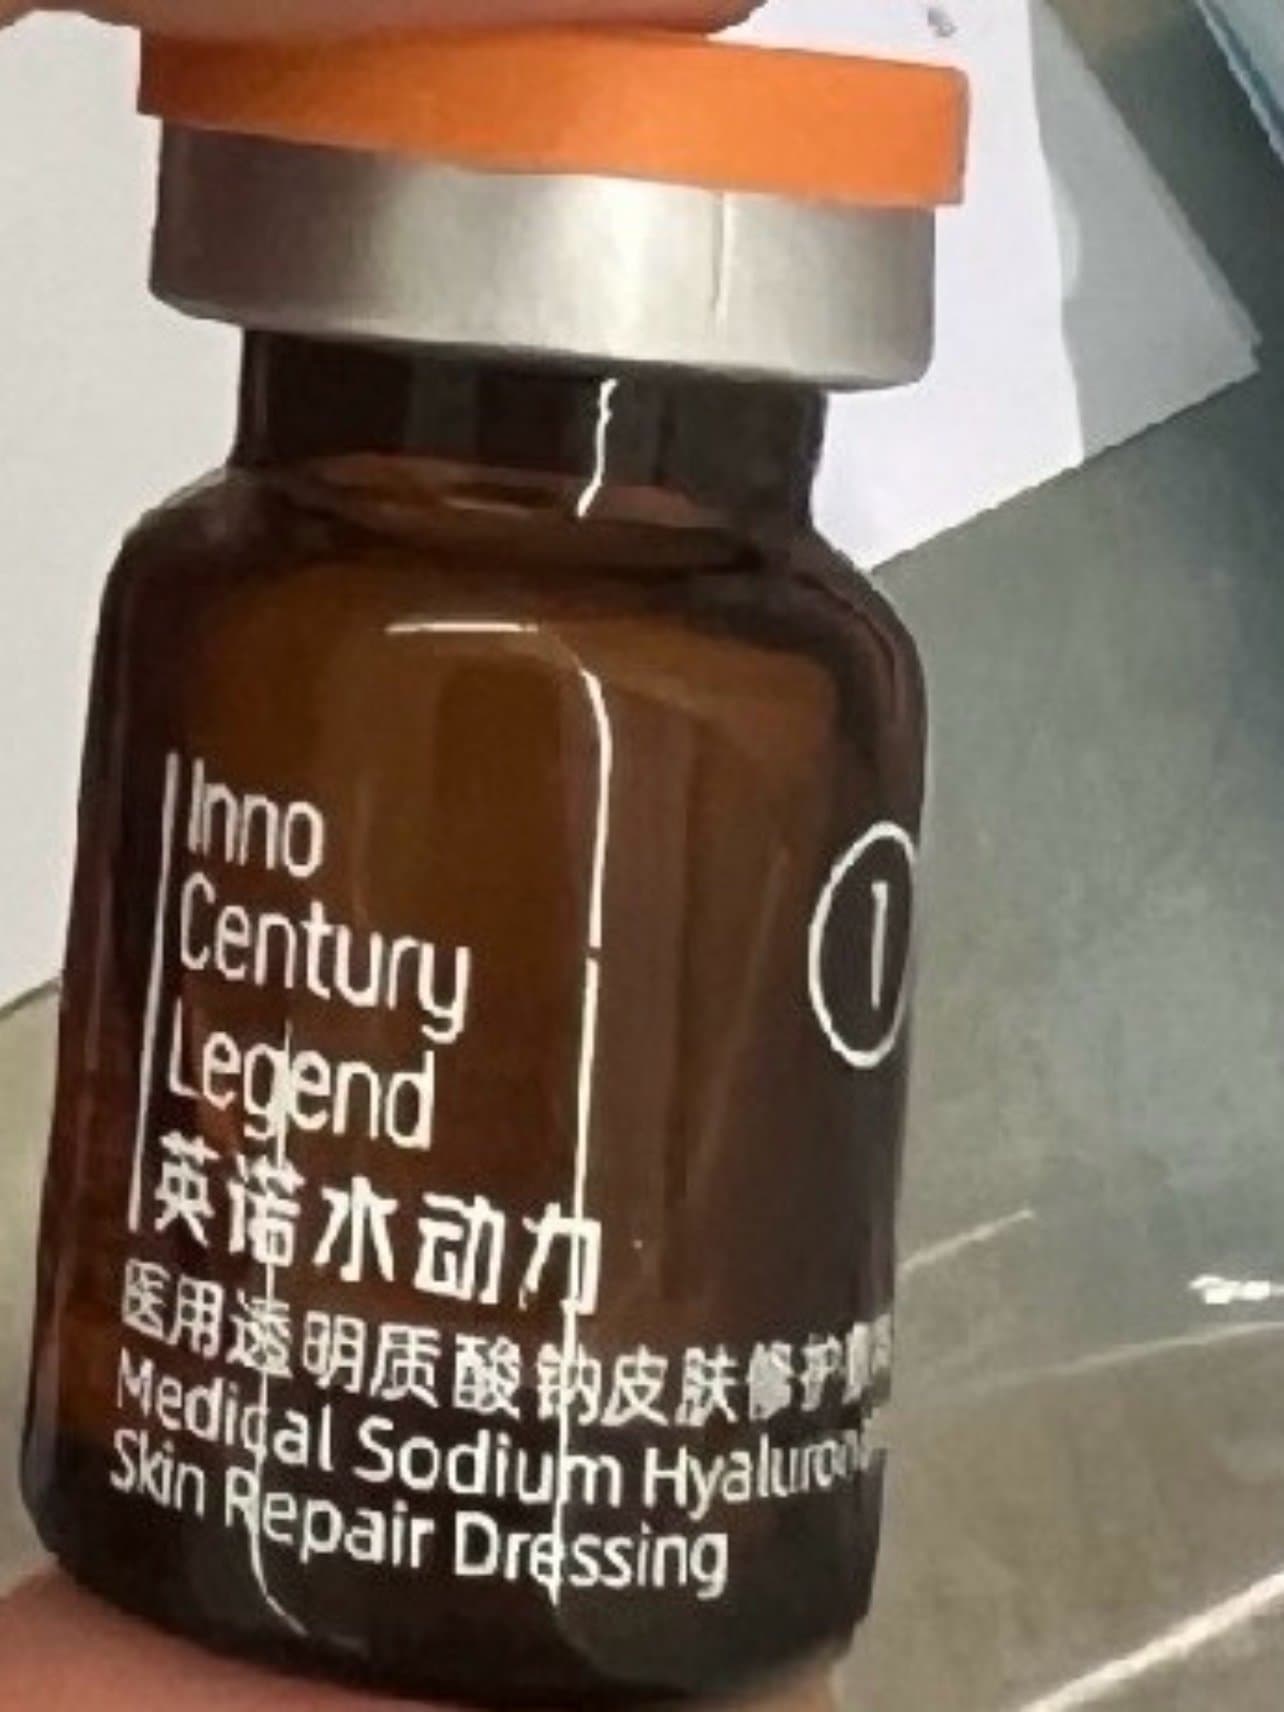 Inno
Century
Legend
英诺水动力
医用透明质酸钠皮肤修护
Medical Sodium
Skin Repair Dressing
1